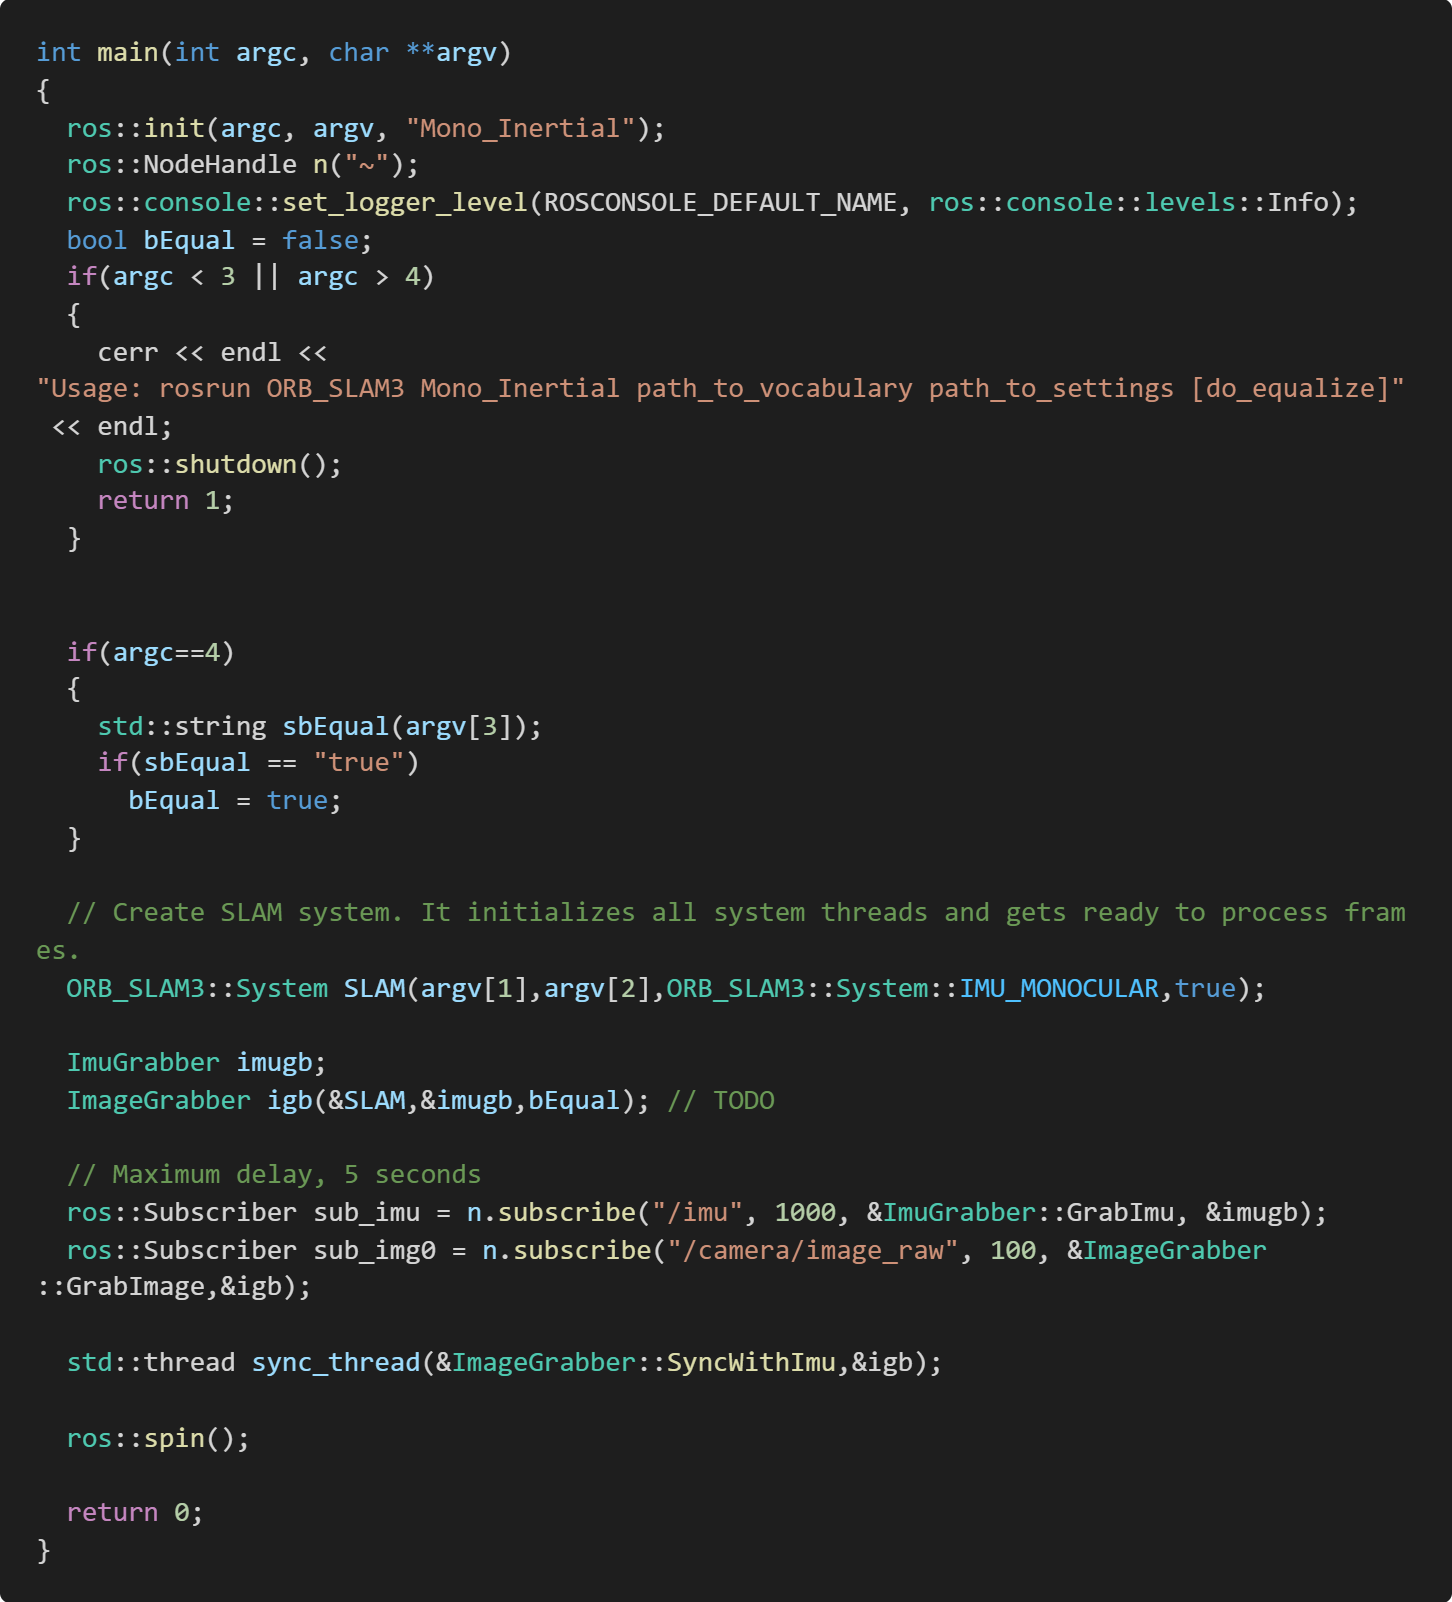 int main(int argc, char **argv)
{
  ros::init(argc, argv, "Mono_Inertial");
  ros::NodeHandle n("~");
  ros::console::set_logger_level(ROSCONSOLE_DEFAULT_NAME, ros::console::levels::Info);
  bool bEqual = false;
  if(argc < 3 || argc > 4)
  {
    cerr << endl <<
"Usage: rosrun ORB_SLAM3 Mono_Inertial path_to_vocabulary path_to_settings [do_equalize]"
 << endl;
    ros::shutdown();
    return 1;
  }
  if(argc==4)
  {
    std::string sbEqual(argv[3]);
    if(sbEqual == "true")
      bEqual = true;
  }
  // Create SLAM system. It initializes all system threads and gets ready to process fram
es.
  ORB_SLAM3::System SLAM(argv[1],argv[2],ORB_SLAM3::System::IMU_MONOCULAR,true);
  ImuGrabber imugb;
  ImageGrabber igb(&SLAM,&imugb,bEqual); // TODO
  // Maximum delay, 5 seconds
  ros::Subscriber sub_imu = n.subscribe("/imu", 1000, &ImuGrabber::GrabImu, &imugb);
  ros::Subscriber sub_img0 = n.subscribe("/camera/image_raw", 100, &ImageGrabber
::GrabImage,&igb);
  std::thread sync_thread(&ImageGrabber::SyncWithImu,&igb);
  ros::spin();
  return 0;
}